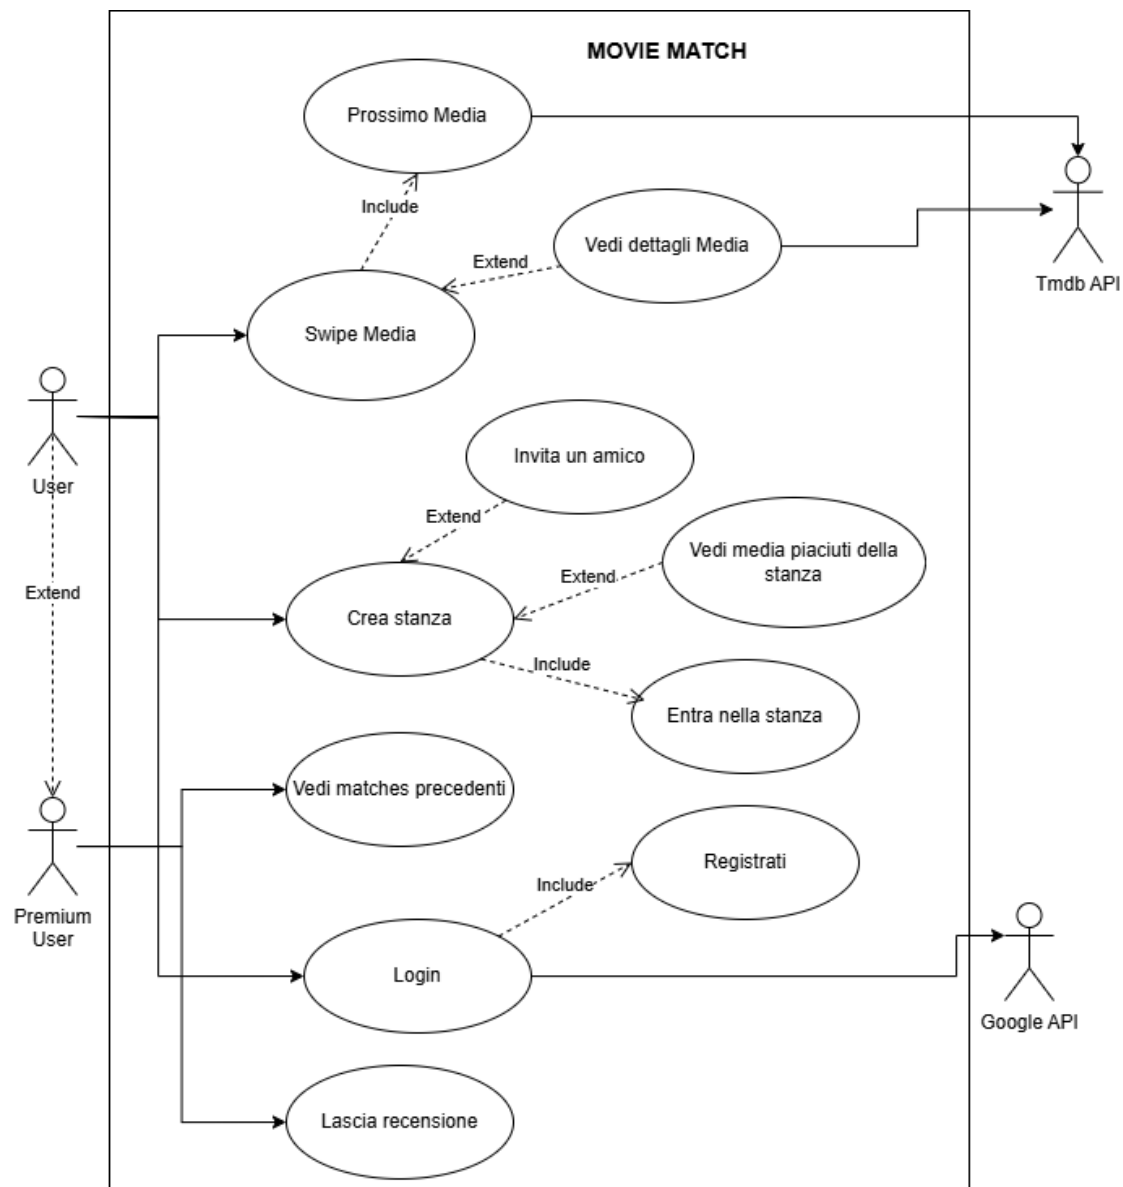 MOVIE MATCH
Prossimo Media
Include
Vedi dettagli Media
Extend
Tmdb API
Swipe Media
User
Invita un amico
Extend
Vedi media piaciuti della
stanza
Extend
Extend
Crea stanza
Include
Entra nella stanza
Vedi matches precedenti
Registrati
Include
Premium
User
Login
Google API
Lascia recensione